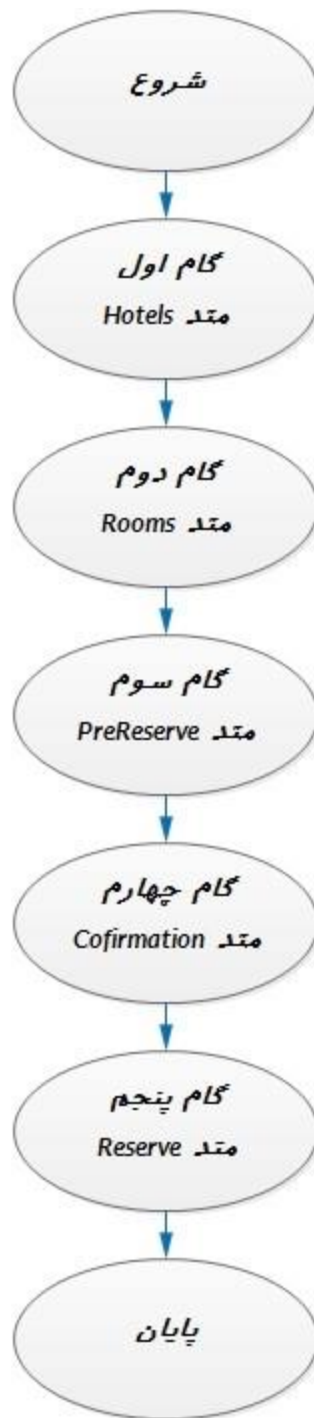 شروع
گام اول
متد Hotels
گام دوم
متد Rooms
گام سوم
متد PreReserve
گام چهارم
متد Cofirmation
گام پنجم
متد Reserve
پایان